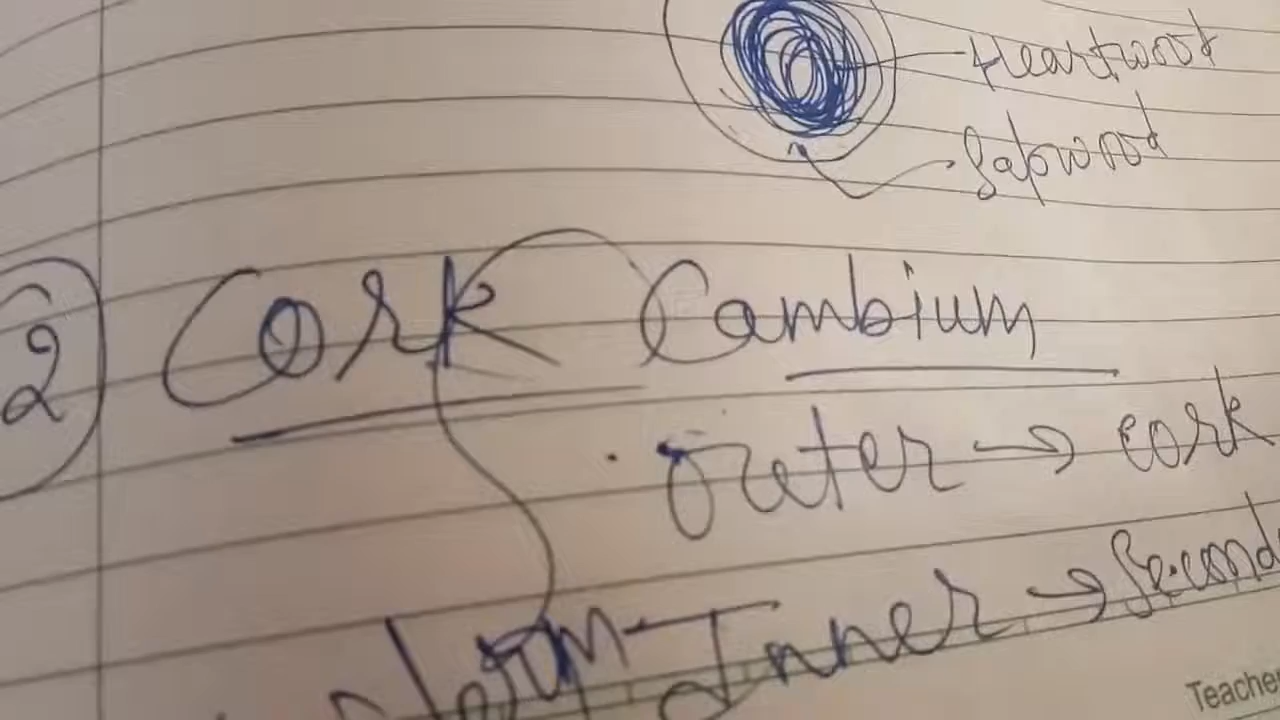 Heartwood
Sapwood
2 Cork Cambium
• Outer → cork
Inner → Second
Teache